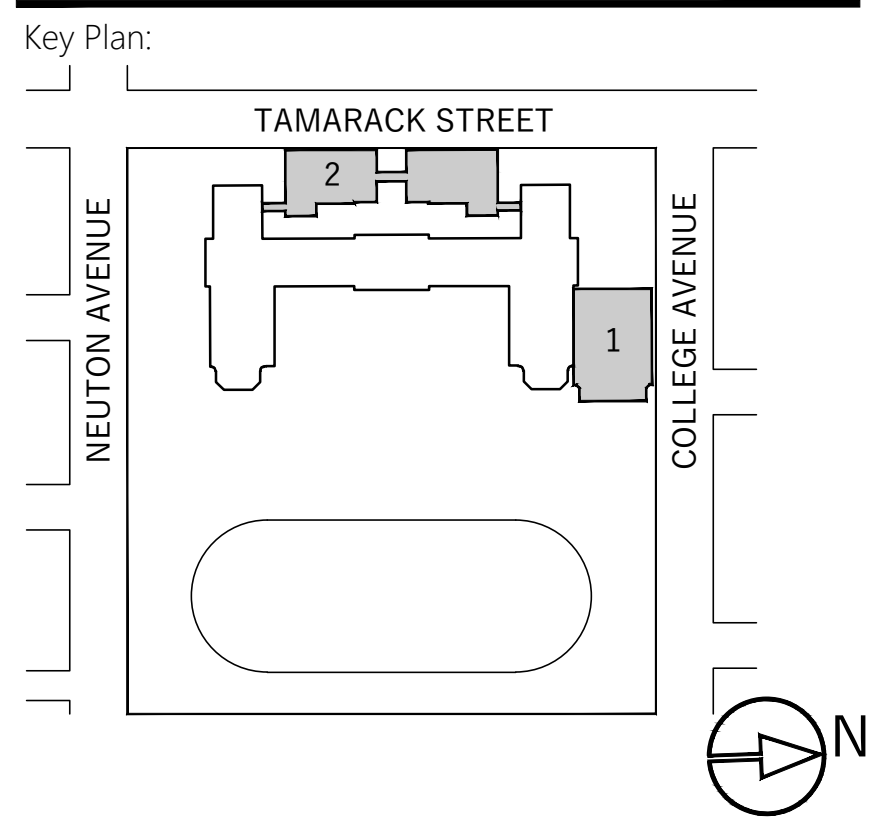 Key Plan:
TAMARACK STREET
2
NEUTON AVENUE
COLLEGE AVENUE
1
N